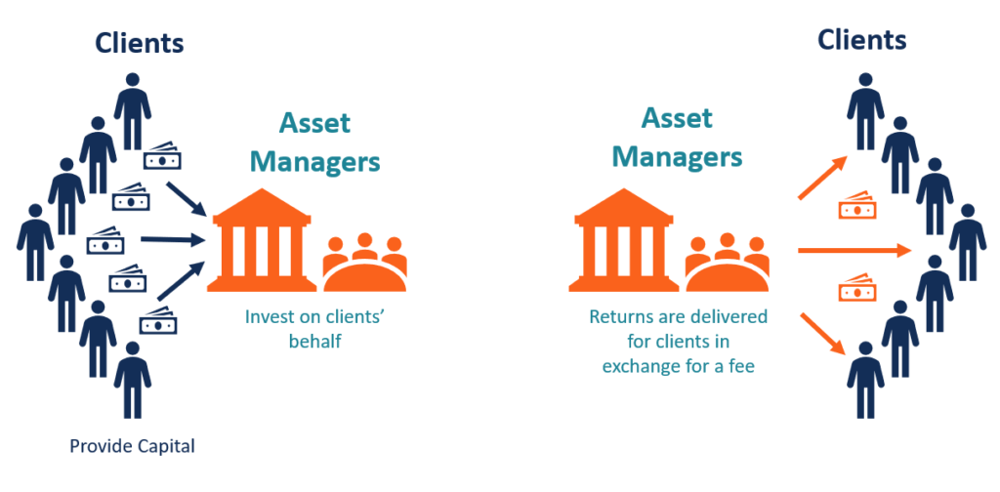 Clients
Asset
Managers
Invest on clients’
behalf
Provide Capital
Clients
Asset
Managers
Returns are delivered
for clients in
exchange for a fee